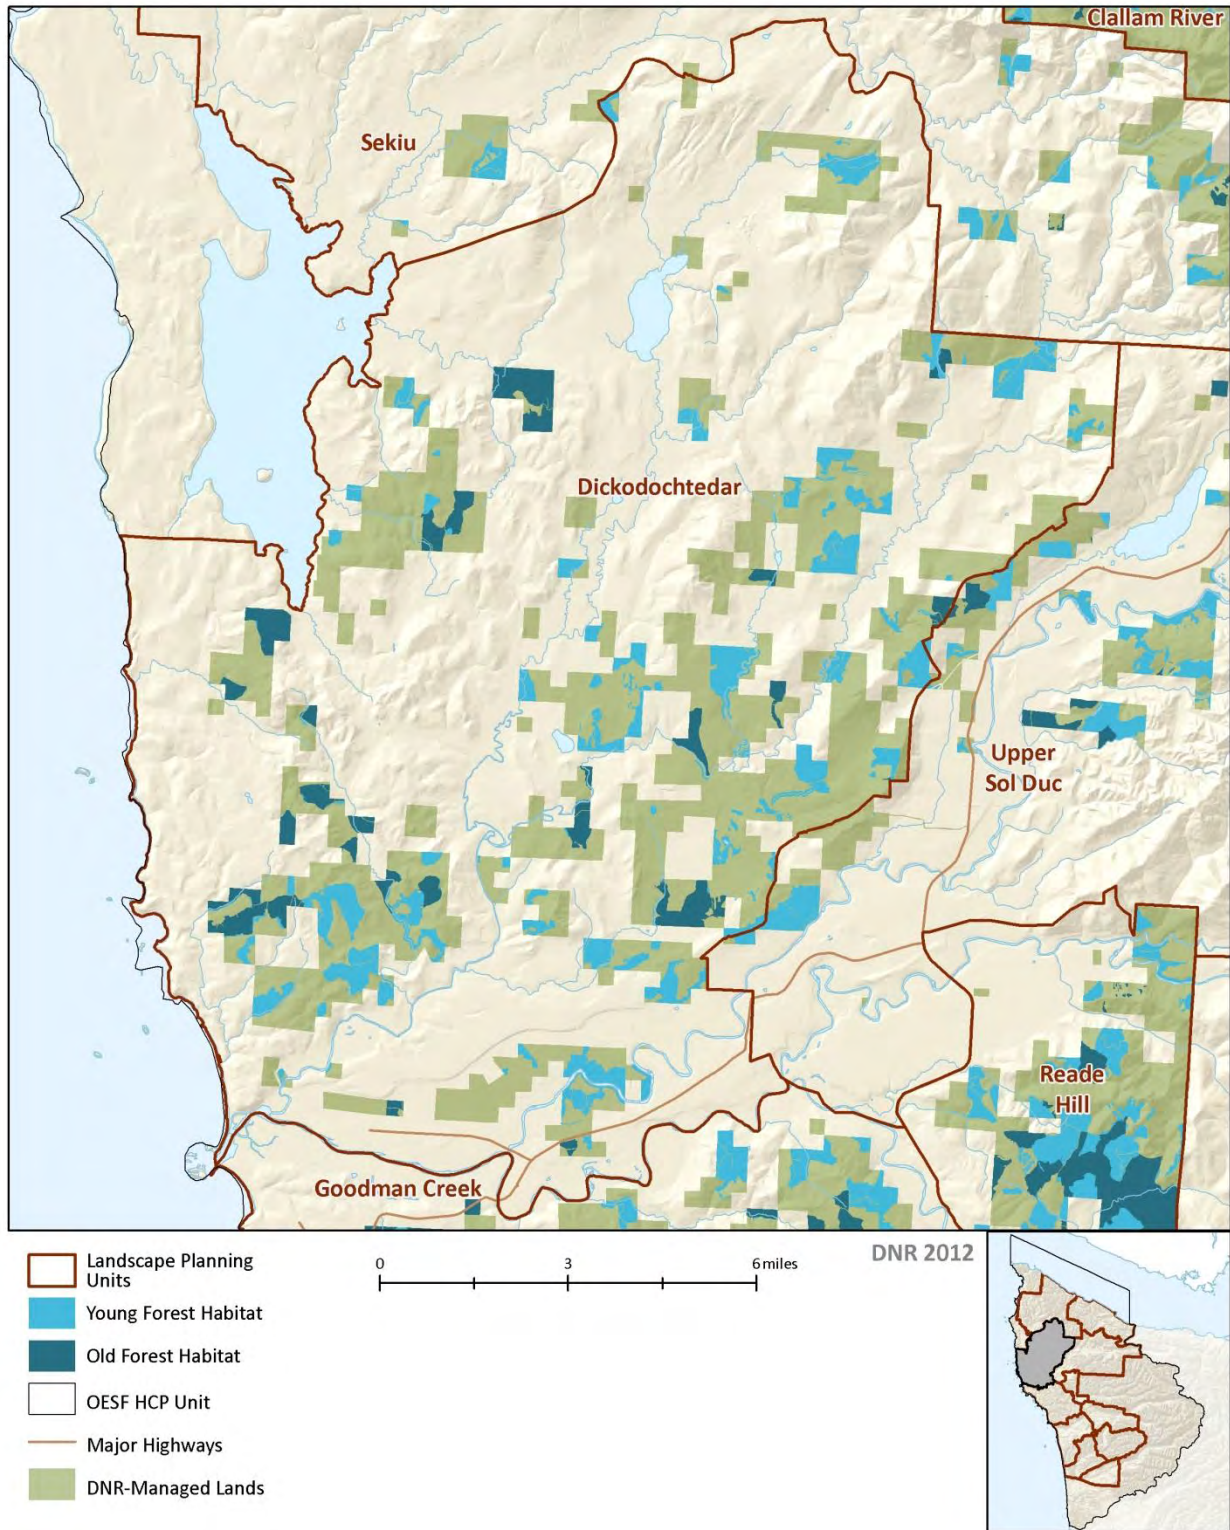 Clallam River
Sekiu
Dickodochtedar
Upper
Sol Duc
Reade
Hill
Goodman Creek
DNR 2012
Landscape Planning
Units
Young Forest Habitat
Old Forest Habitat
OESF HCP Unit
Major Highways
DNR-Managed Lands
0 3 6 miles